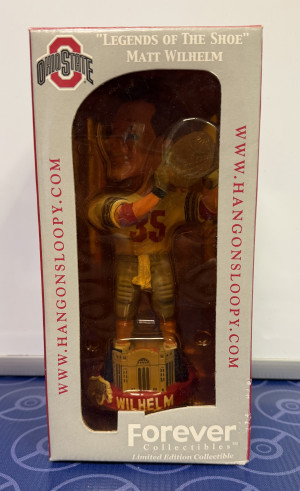 OHIO STATE
"LEGENDS OF THE SHOE"
MATT WILHELM
WWW.HANGONSLOOPY.COM
WWW.HANGONSLOOPY.COM
35
WILHELM
Forever
Collectibles™
Limited Edition Collectible